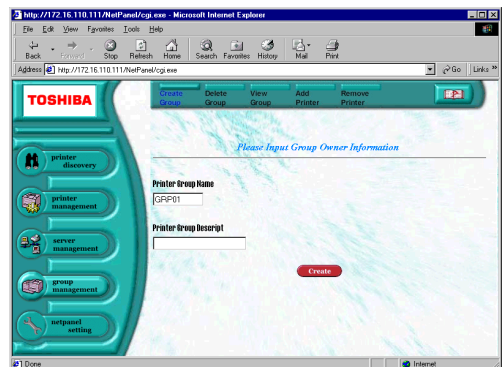 http://172.16.110.111/NetPanel/cgi.exe - Microsoft Internet Explorer
File Edit View Favorites Tools Help
Back Forward Stop Refresh Home Search Favorites History Mail Print
Address http://172.16.110.111/NetPanel/cgi.exe Go Links »
TOSHIBA
Create Group
Delete Group
View Group
Add Printer
Remove Printer
Please Input Group Owner Information
printer discovery
printer management
server management
group management
netpanel setting
Printer Group Name
GRP01
Printer Group Descript
Create
Done Internet